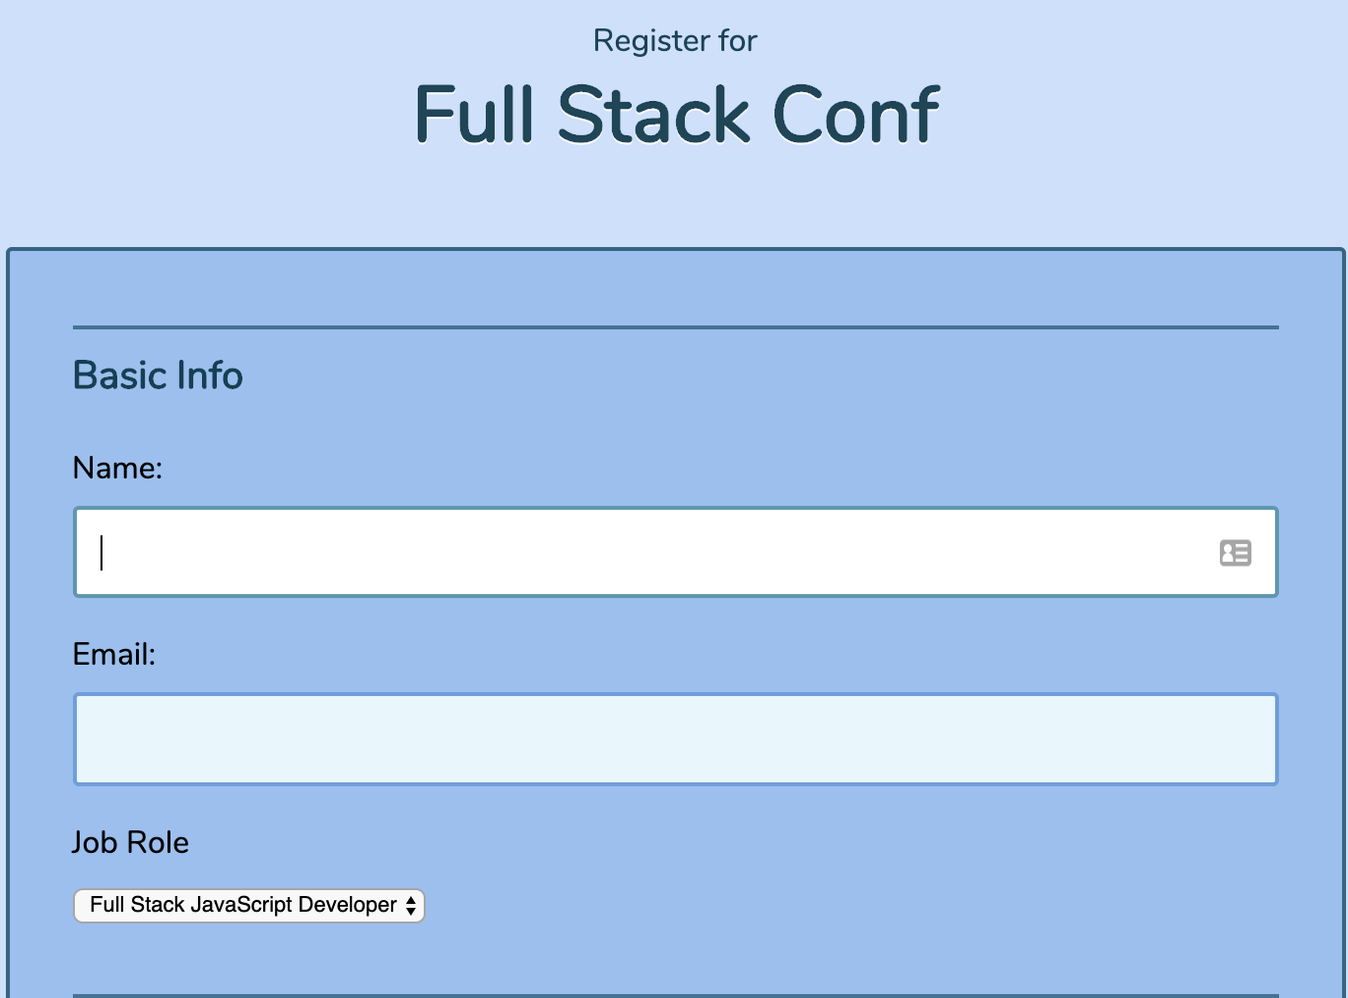 Register for
Full Stack Conf
Basic Info
Name:
Email:
Job Role
Full Stack JavaScript Developer